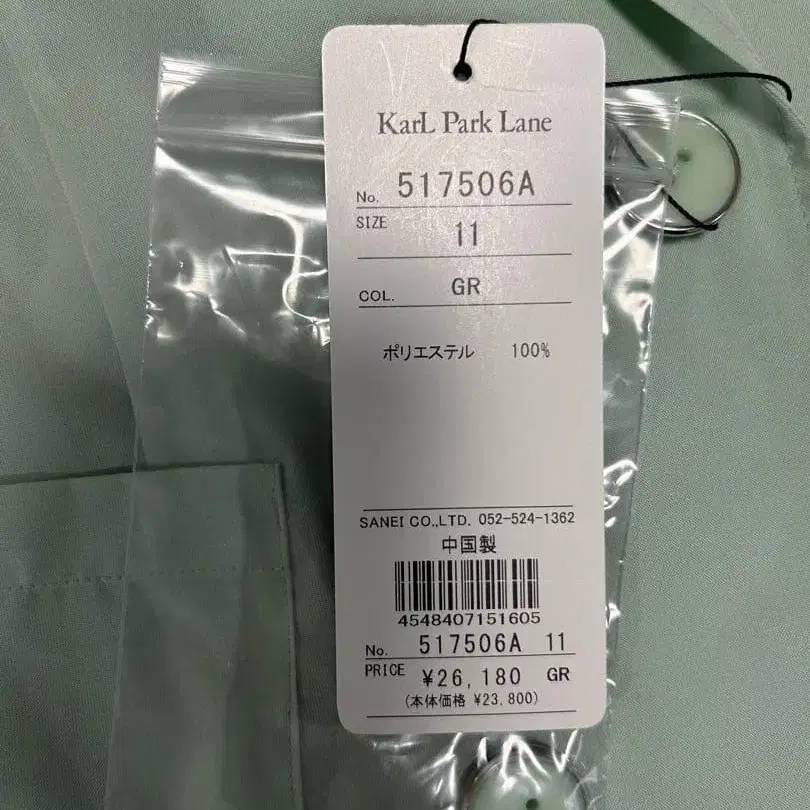 KarL Park Lane
No. 517506A
SIZE 11
COL. GR
ポリエステル 100%
SANEI CO.,LTD. 052-524-1362
中国製
4548407151605
No. 517506A 11
PRICE ¥26,180 GR
(本体価格 ¥23,800)